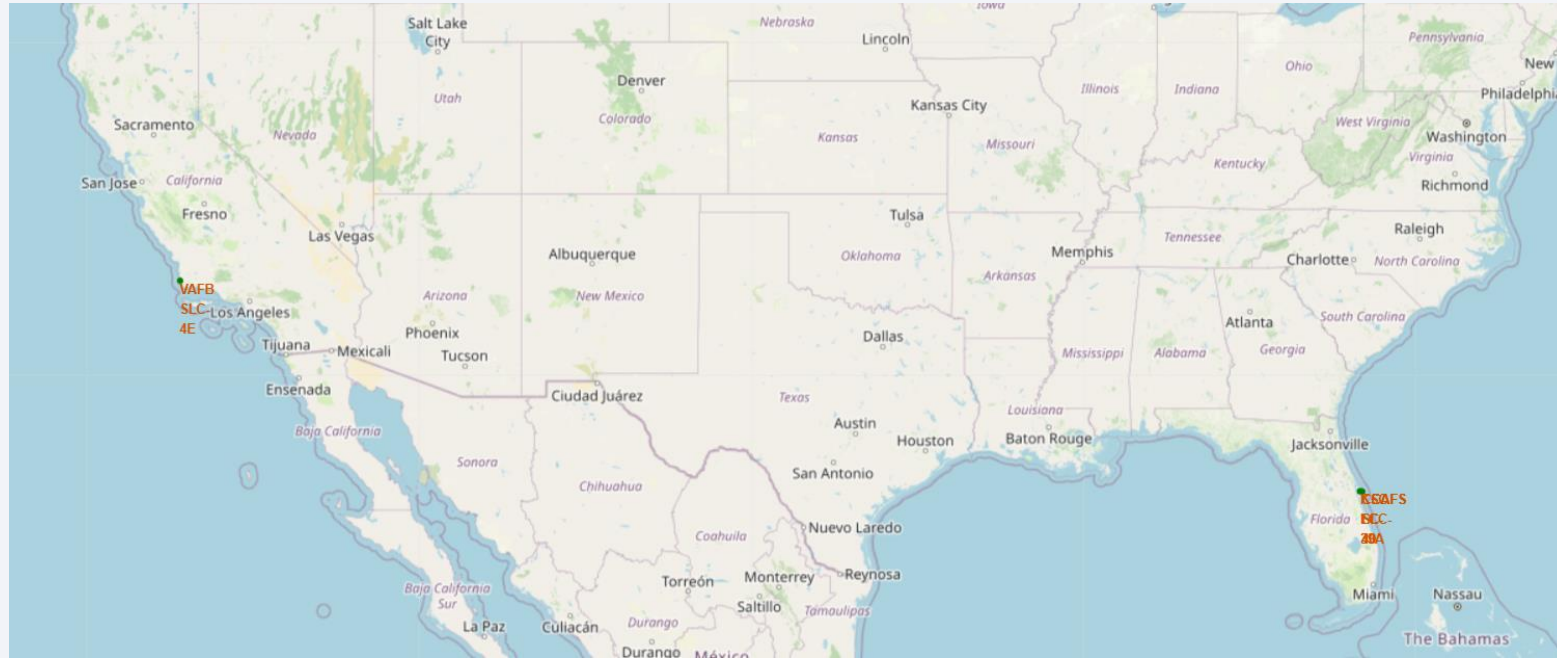 Salt Lake
City
Nebraska
Lincoln
Pennsylvania
New
Denver
Utah
Ohio
Illinois
Indiana
Philadelphia
Kansas City
Sacramento
Nevada
Colorado
Kansas
Missouri
West Virginia
Washington
Kentucky
Virginia
San Jose
California
Richmond
Fresno
Tulsa
Las Vegas
Raleigh
Tennessee
Albuquerque
Oklahoma
Memphis
Charlotte
North Carolina
Arkansas
VAFB
SLC-
4E
Los Angeles
Arizona
New Mexico
Phoenix
Atlanta
South Carolina
Dallas
Tijuana
Mexicali
Tucson
Mississippi
Alabama
Georgia
Ensenada
Ciudad Juárez
Texas
Louisiana
Baja California
Austin
Houston
Baton Rouge
Jacksonville
Sonora
San Antonio
Chihuahua
Florida
Nuevo Laredo
Coahuila
Baja California
Sur
Torreón
Monterrey
Reynosa
Saltillo
Tamaulipas
Miami
Nassau
La Paz
Culiacán
Durango
Durango
México
The Bahamas